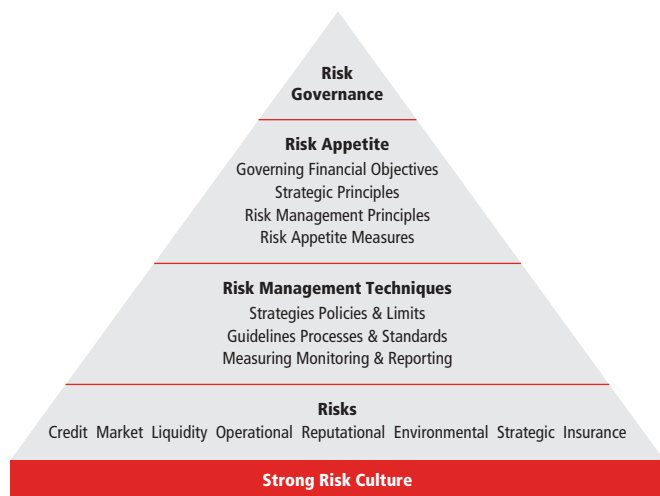 Risk
Governance
Risk Appetite
Governing Financial Objectives
Strategic Principles
Risk Management Principles
Risk Appetite Measures
Risk Management Techniques
Strategies Policies & Limits
Guidelines Processes & Standards
Measuring Monitoring & Reporting
Risks
Credit Market Liquidity Operational Reputational Environmental Strategic Insurance
Strong Risk Culture